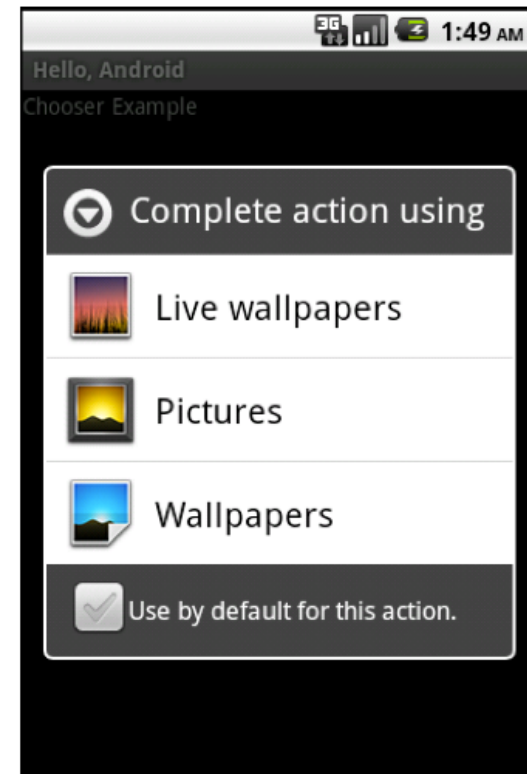 3G 1:49 AM
Hello, Android
Chooser Example
Complete action using
Live wallpapers
Pictures
Wallpapers
Use by default for this action.